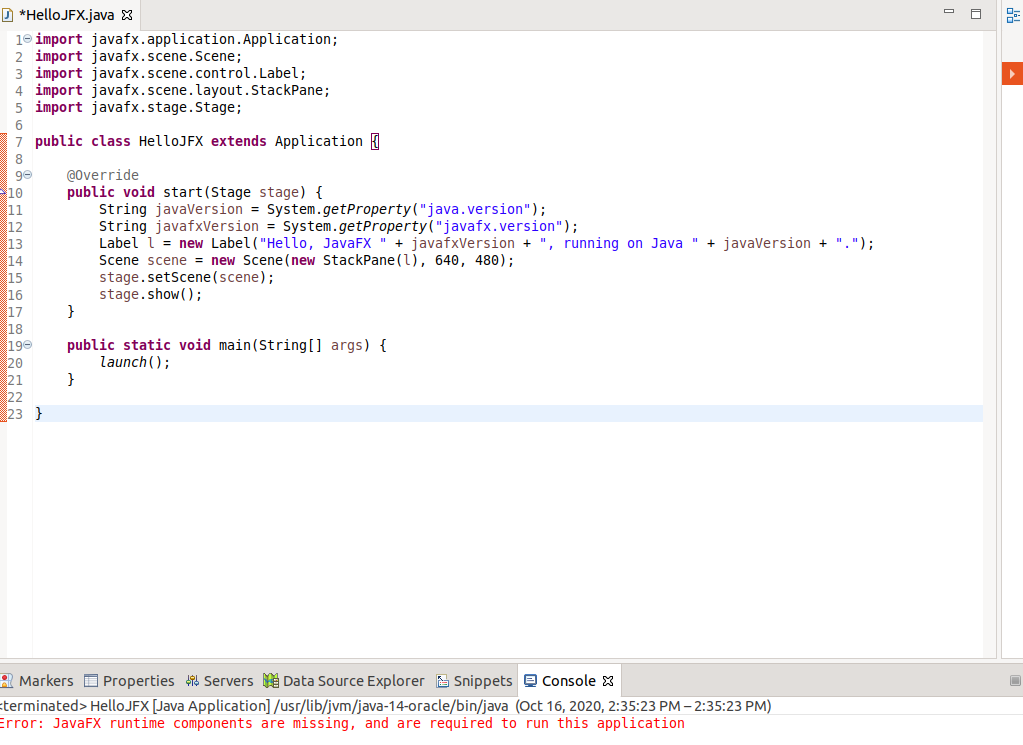 *HelloJFX.java
1 import javafx.application.Application;
2 import javafx.scene.Scene;
3 import javafx.scene.control.Label;
4 import javafx.scene.layout.StackPane;
5 import javafx.stage.Stage;
6
7 public class HelloJFX extends Application {
8
9 @Override
10 public void start(Stage stage) {
11 String javaVersion = System.getProperty("java.version");
12 String javafxVersion = System.getProperty("javafx.version");
13 Label l = new Label("Hello, JavaFX " + javafxVersion + ", running on Java " + javaVersion + ".");
14 Scene scene = new Scene(new StackPane(l), 640, 480);
15 stage.setScene(scene);
16 stage.show();
17 }
18
19 public static void main(String[] args) {
20 launch();
21 }
22
23 }
Markers Properties Servers Data Source Explorer Snippets Console
<terminated> HelloJFX [Java Application] /usr/lib/jvm/java-14-oracle/bin/java (Oct 16, 2020, 2:35:23 PM – 2:35:23 PM)
Error: JavaFX runtime components are missing, and are required to run this application